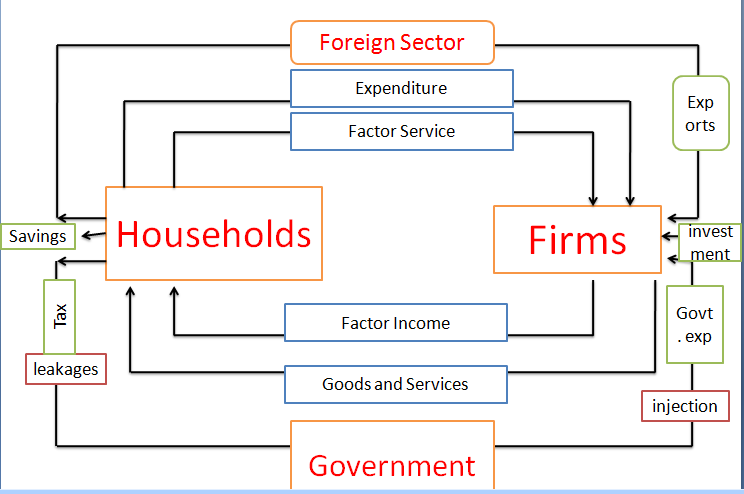 Foreign Sector
Expenditure
Factor Service
Exp
orts
Households
Firms
Savings
invest
ment
Tax
Factor Income
Govt
. exp
leakages
Goods and Services
injection
Government